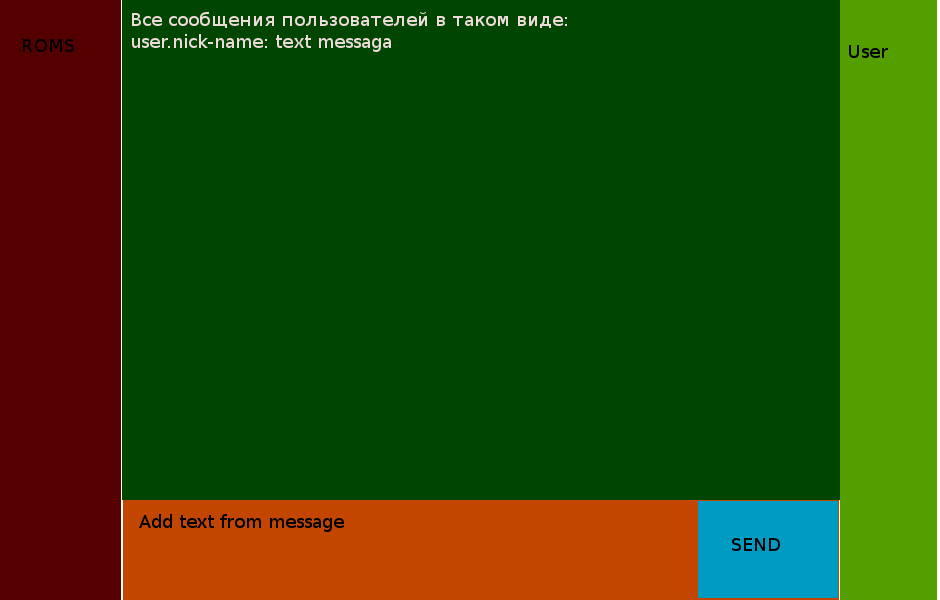 ROMS
Все сообщения пользователей в таком виде:
user.nick-name: text messaga
User
Add text from message
SEND